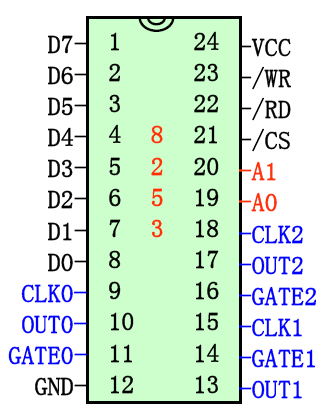 D7 1 24 VCC
D6 2 23 /WR
D5 3 22 /RD
D4 4 8 21 /CS
D3 5 2 20 A1
D2 6 5 19 A0
D1 7 3 18 CLK2
D0 8 17 OUT2
CLK0 9 16 GATE2
OUT0 10 15 CLK1
GATE0 11 14 GATE1
GND 12 13 OUT1